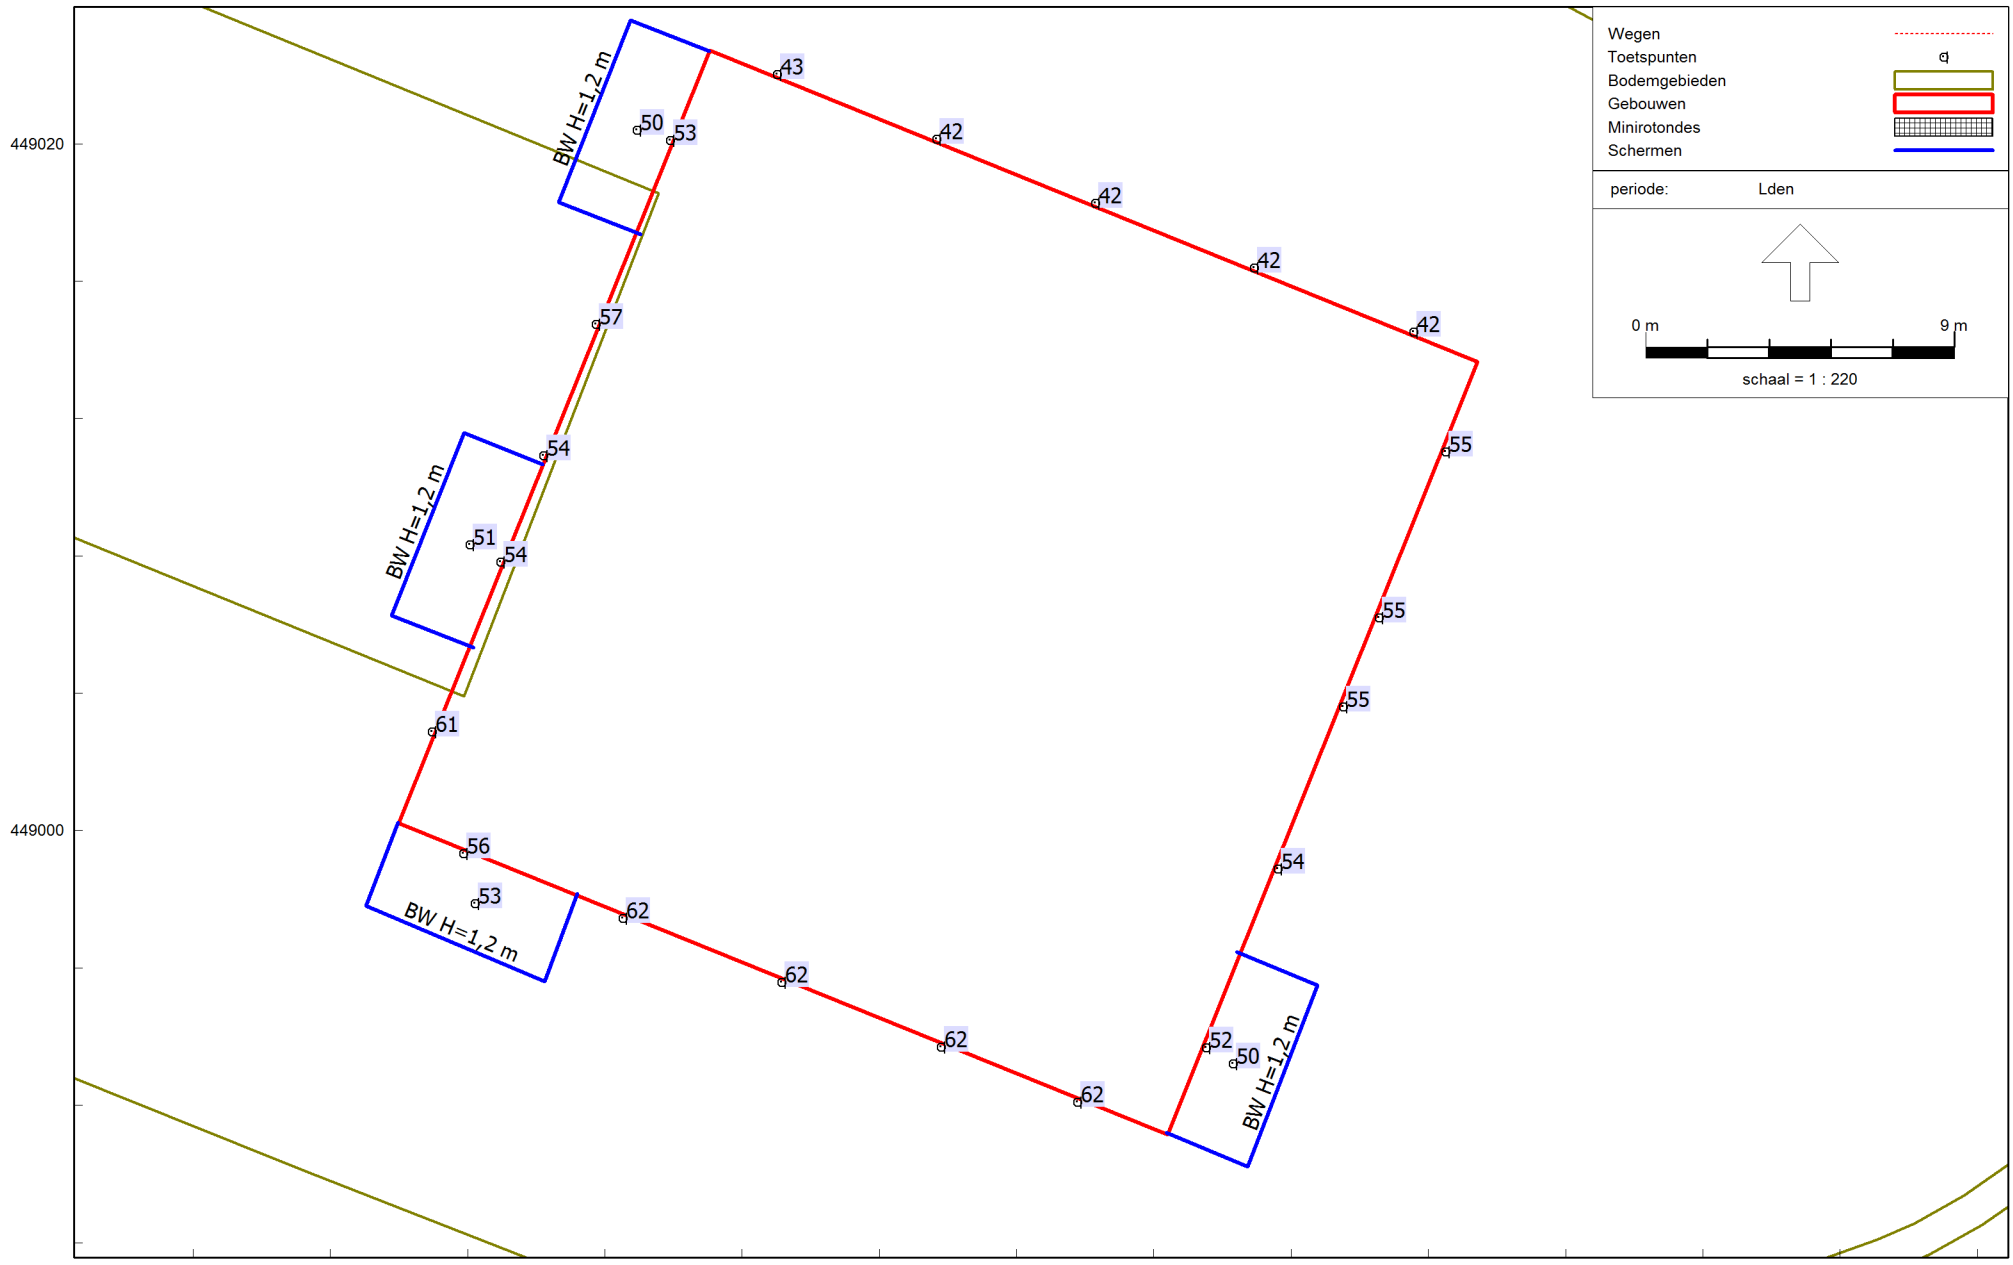 Wegen
Toetspunten
Bodemgebieden
Gebouwen
Minirotondes
Schermen
periode: Lden
0 m 9 m
schaal = 1 : 220
449020
449000
BW H=1,2 m
50
53
43
42
42
42
42
57
54
BW H=1,2 m
51
54
61
55
55
55
54
56
53
BW H=1,2 m
62
62
62
62
52
50
BW H=1,2 m